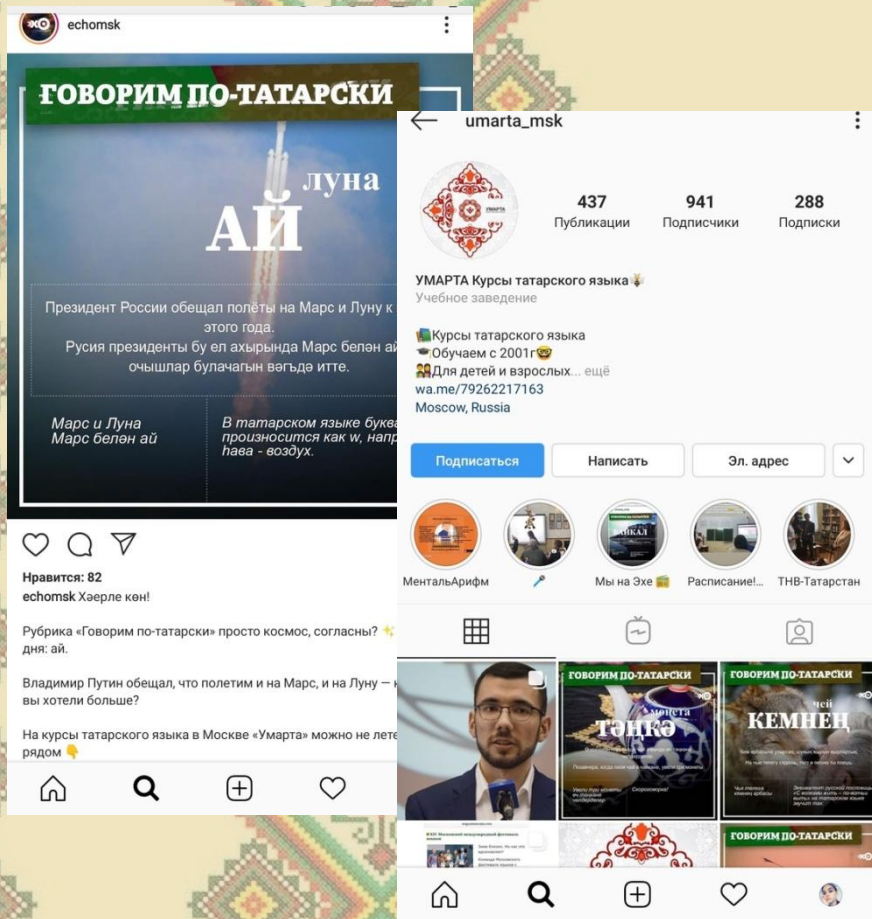 echomsk
ГОВОРИМ ПО-ТАТАРСКИ
луна
АЙ
Президент России обещал полёты на Марс и Луну к
этого года.
Русия президенты бу ел ахырында Марс белән ай
очышлар булачагын вәгъдә итте.
Марс и Луна
Марс белән ай
В татарском языке буква
произносится как w, напр
һава - воздух.
Нравится: 82
echomsk Хәерле көн!
Рубрика «Говорим по-татарски» просто космос, согласны? ✨
дня: ай.
Владимир Путин обещал, что полетим и на Марс, и на Луну —
вы хотели больше?
На курсы татарского языка в Москве «Умарта» можно не лете
рядом 👇
umarta_msk
УМАРТА
437 941 288
Публикации Подписчики Подписки
УМАРТА Курсы татарского языка🐝
Учебное заведение
📚Курсы татарского языка
🎓Обучаем с 2001г🤓
👫Для детей и взрослых... ещё
wa.me/79262217163
Moscow, Russia
Подписаться Написать Эл. адрес
БАЙКАЛ
МентальАрифм 🎤 Мы на Эхе 📻 Расписание!... ТНВ-Татарстан
ГОВОРИМ ПО-ТАТАРСКИ
монета
ТӘҢКӘ
Увели три монеты
Скороговорка!
ГОВОРИМ ПО-ТАТАРСКИ
чей
КЕМНЕҢ
ГОВОРИМ ПО-ТАТАРСКИ